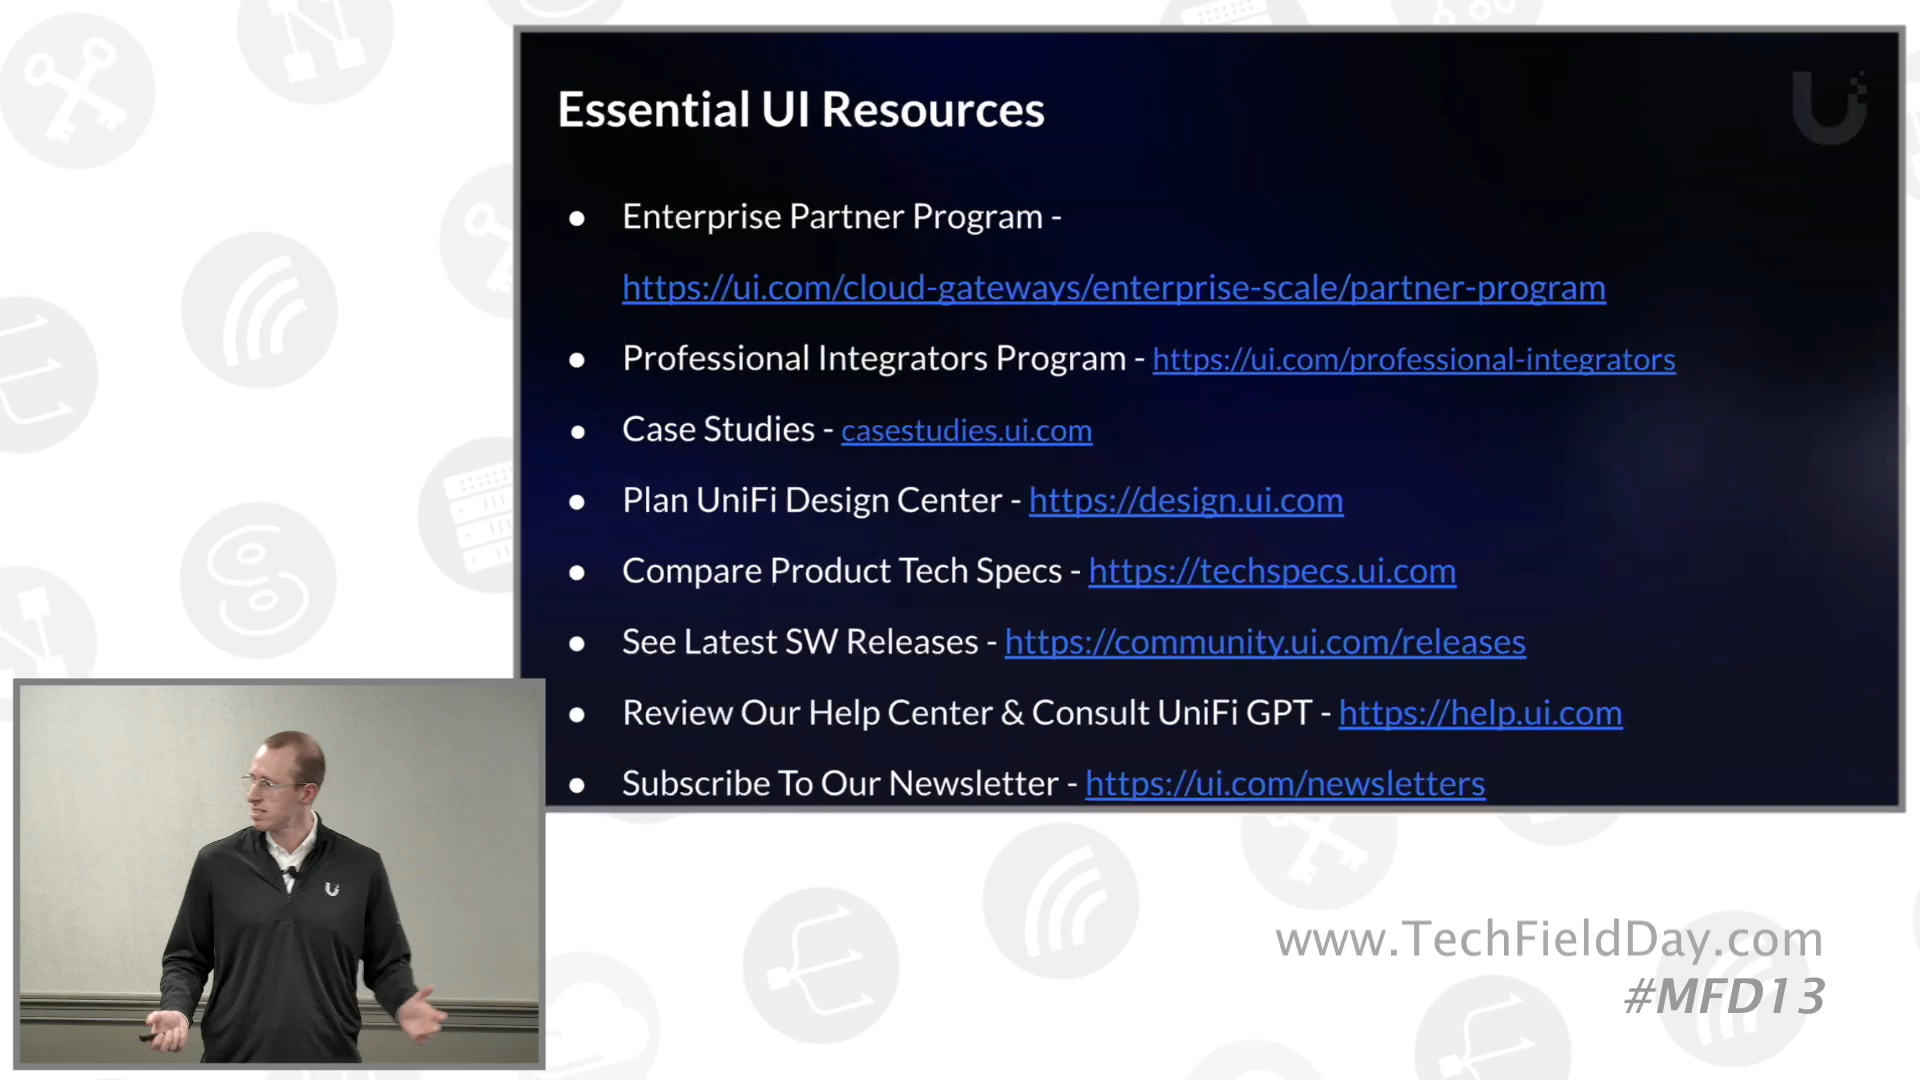 Essential UI Resources
● Enterprise Partner Program -
https://ui.com/cloud-gateways/enterprise-scale/partner-program
● Professional Integrators Program - https://ui.com/professional-integrators
● Case Studies - casestudies.ui.com
● Plan UniFi Design Center - https://design.ui.com
● Compare Product Tech Specs - https://techspecs.ui.com
● See Latest SW Releases - https://community.ui.com/releases
● Review Our Help Center & Consult UniFi GPT - https://help.ui.com
● Subscribe To Our Newsletter - https://ui.com/newsletters
www.TechFieldDay.com
#MFD13